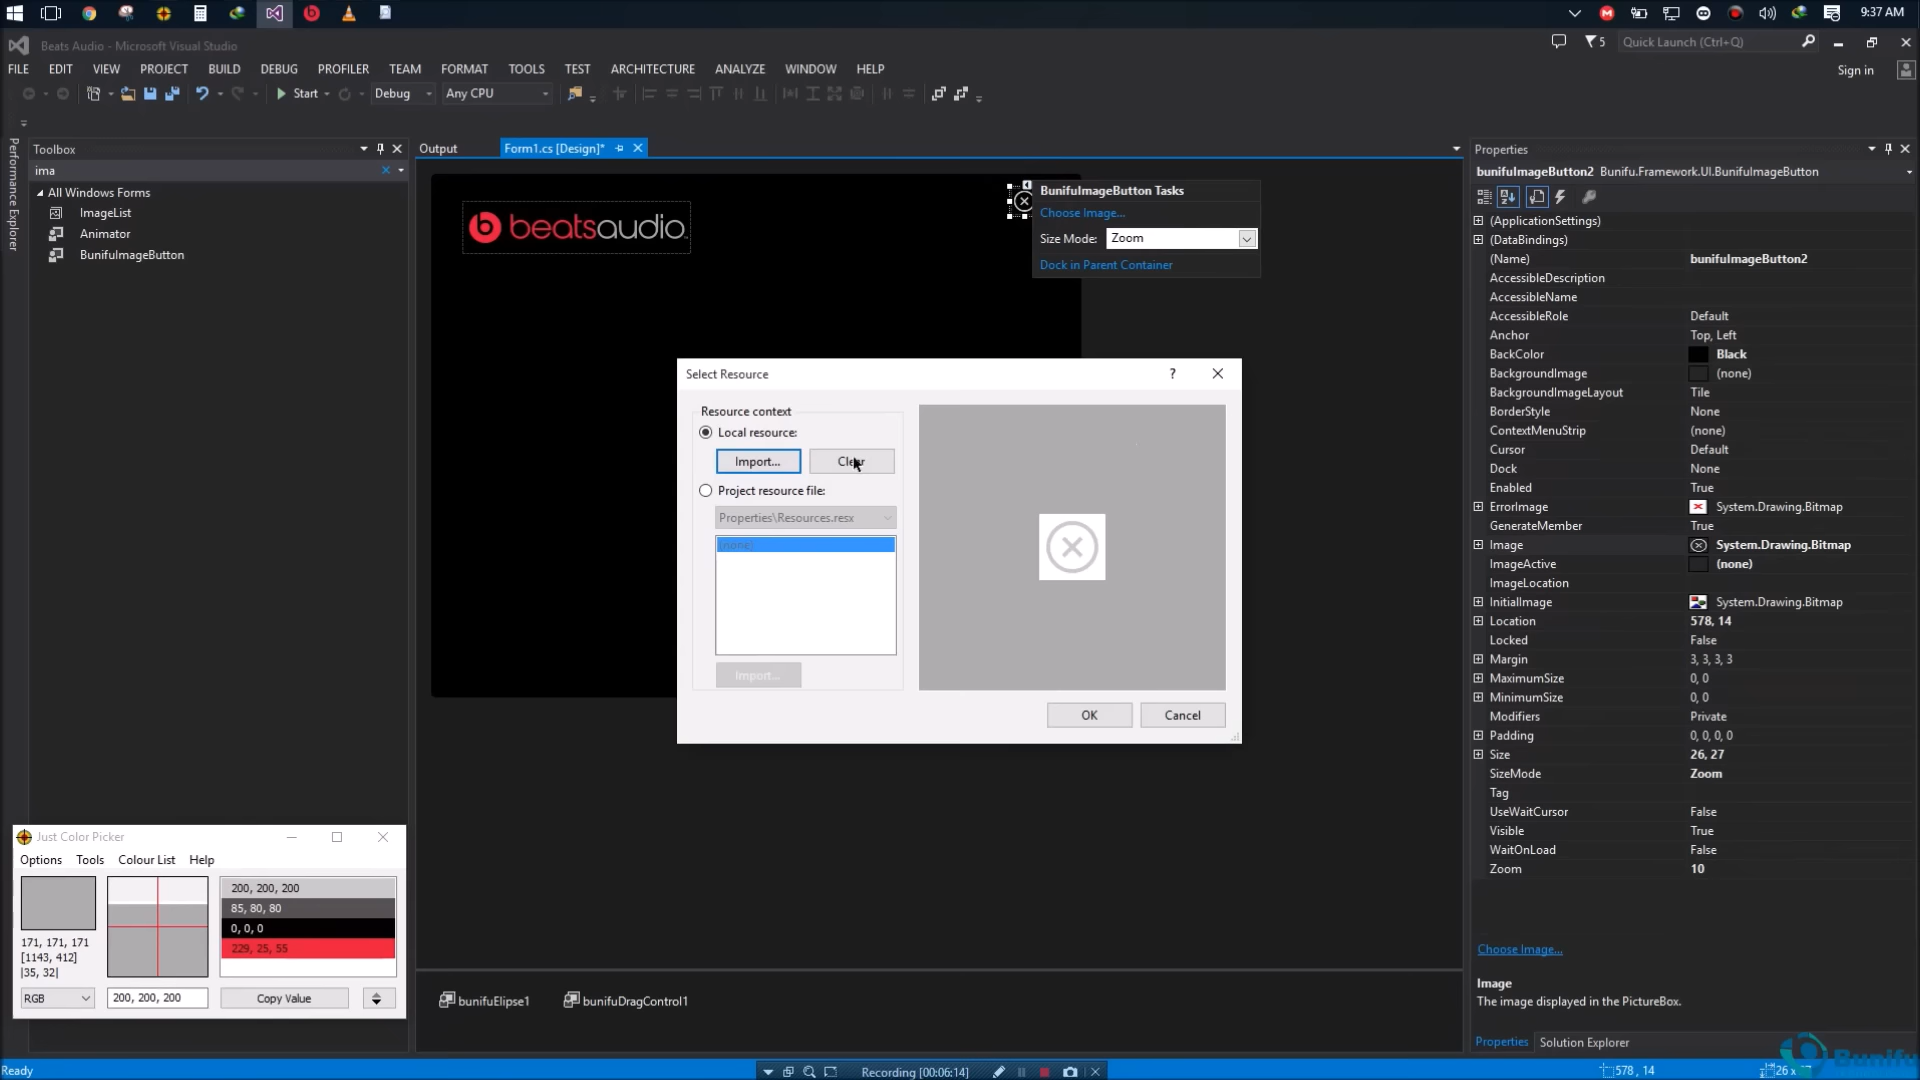 9:37 AM
Beats Audio - Microsoft Visual Studio
5
Quick Launch (Ctrl+Q)
FILE EDIT VIEW PROJECT BUILD DEBUG PROFILER TEAM FORMAT TOOLS TEST ARCHITECTURE ANALYZE WINDOW HELP
Sign in
Start Debug Any CPU
Performance Explorer
Toolbox
ima
All Windows Forms
ImageList
Animator
BunifuImageButton
Output
Form1.cs [Design]*
beatsaudio
BunifuImageButton Tasks
Choose Image...
Size Mode: Zoom
Dock in Parent Container
Select Resource
?
Resource context
Local resource:
Import...
Clear
Project resource file:
Properties\Resources.resx
(none)
Import...
OK
Cancel
Properties
bunifuImageButton2 Bunifu.Framework.UI.BunifuImageButton
(ApplicationSettings)
(DataBindings)
(Name) bunifuImageButton2
AccessibleDescription
AccessibleName
AccessibleRole Default
Anchor Top, Left
BackColor Black
BackgroundImage (none)
BackgroundImageLayout Tile
BorderStyle None
ContextMenuStrip (none)
Cursor Default
Dock None
Enabled True
ErrorImage System.Drawing.Bitmap
GenerateMember True
Image System.Drawing.Bitmap
ImageActive (none)
ImageLocation
InitialImage System.Drawing.Bitmap
Location 578, 14
Locked False
Margin 3, 3, 3, 3
MaximumSize 0, 0
MinimumSize 0, 0
Modifiers Private
Padding 0, 0, 0, 0
Size 26, 27
SizeMode Zoom
Tag
UseWaitCursor False
Visible True
WaitOnLoad False
Zoom 10
Choose Image...
Image
The image displayed in the PictureBox.
Properties
Solution Explorer
Just Color Picker
Options Tools Colour List Help
200, 200, 200
85, 80, 80
0, 0, 0
229, 25, 55
171, 171, 171
[1143, 412]
|35, 32|
RGB
200, 200, 200
Copy Value
bunifuElipse1
bunifuDragControl1
Ready
Recording [00:06:14]
578 , 14
26 x
Bunifu